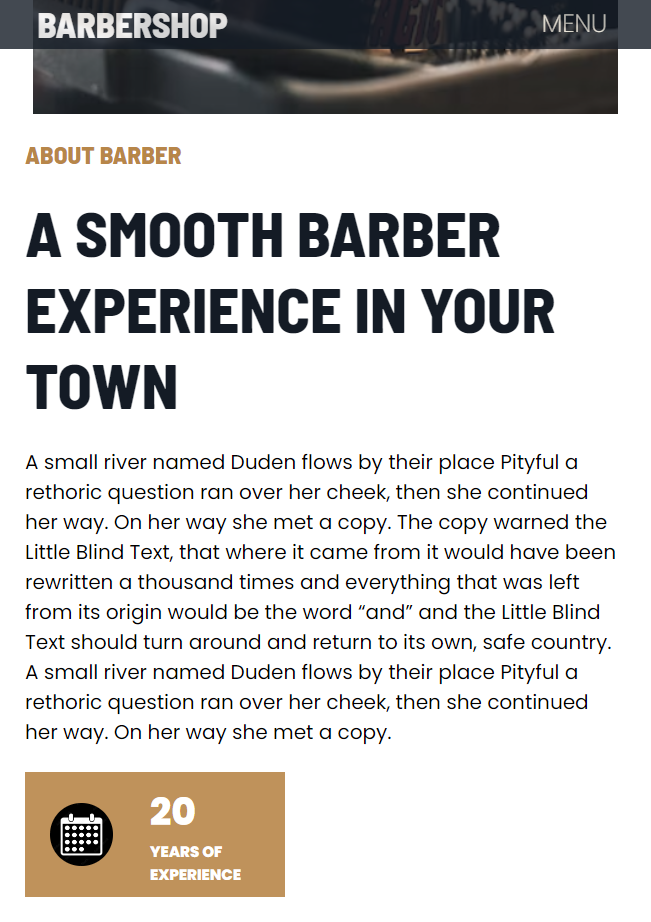 BARBERSHOP MENU
ABOUT BARBER
A SMOOTH BARBER
EXPERIENCE IN YOUR
TOWN
A small river named Duden flows by their place Pityful a
rethoric question ran over her cheek, then she continued
her way. On her way she met a copy. The copy warned the
Little Blind Text, that where it came from it would have been
rewritten a thousand times and everything that was left
from its origin would be the word “and” and the Little Blind
Text should turn around and return to its own, safe country.
A small river named Duden flows by their place Pityful a
rethoric question ran over her cheek, then she continued
her way. On her way she met a copy.
20
YEARS OF
EXPERIENCE